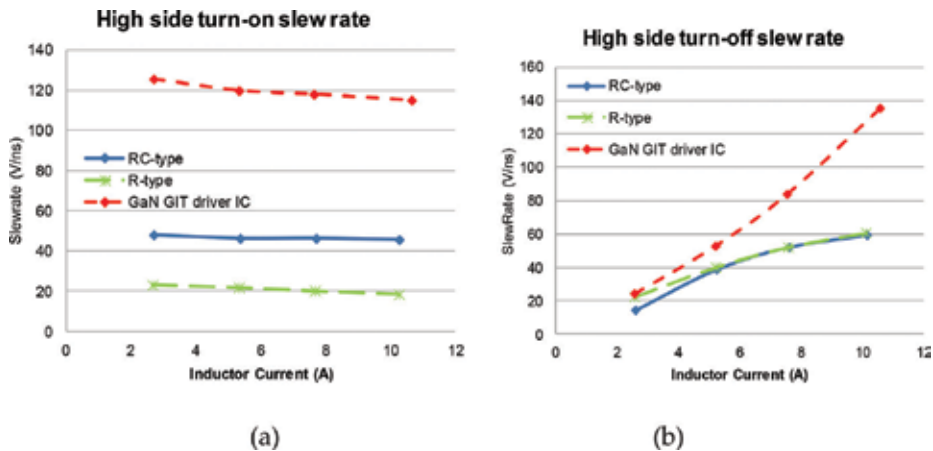 High side turn-on slew rate
140
120
100
80
60
40
20
0
Slewrate (V/ns)
RC-type
R-type
GaN GIT driver IC
0 2 4 6 8 10 12
Inductor Current (A)
(a)
High side turn-off slew rate
160
140
120
100
80
60
40
20
0
SlewRate (V/ns)
RC-type
R-type
GaN GIT driver IC
0 2 4 6 8 10 12
Inductor Current (A)
(b)